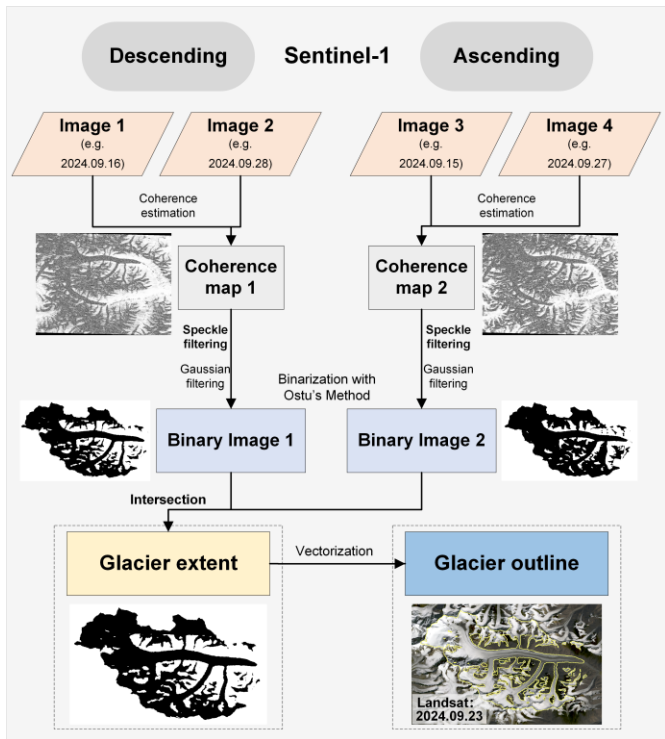 Descending
Sentinel-1
Ascending
Image 1
(e.g.
2024.09.16)
Image 2
(e.g.
2024.09.28)
Image 3
(e.g.
2024.09.15)
Image 4
(e.g.
2024.09.27)
Coherence
estimation
Coherence
estimation
Coherence
map 1
Coherence
map 2
Speckle
filtering
Speckle
filtering
Gaussian
filtering
Binarization with
Ostu's Method
Gaussian
filtering
Binary Image 1
Binary Image 2
Intersection
Glacier extent
Vectorization
Glacier outline
Landsat:
2024.09.23